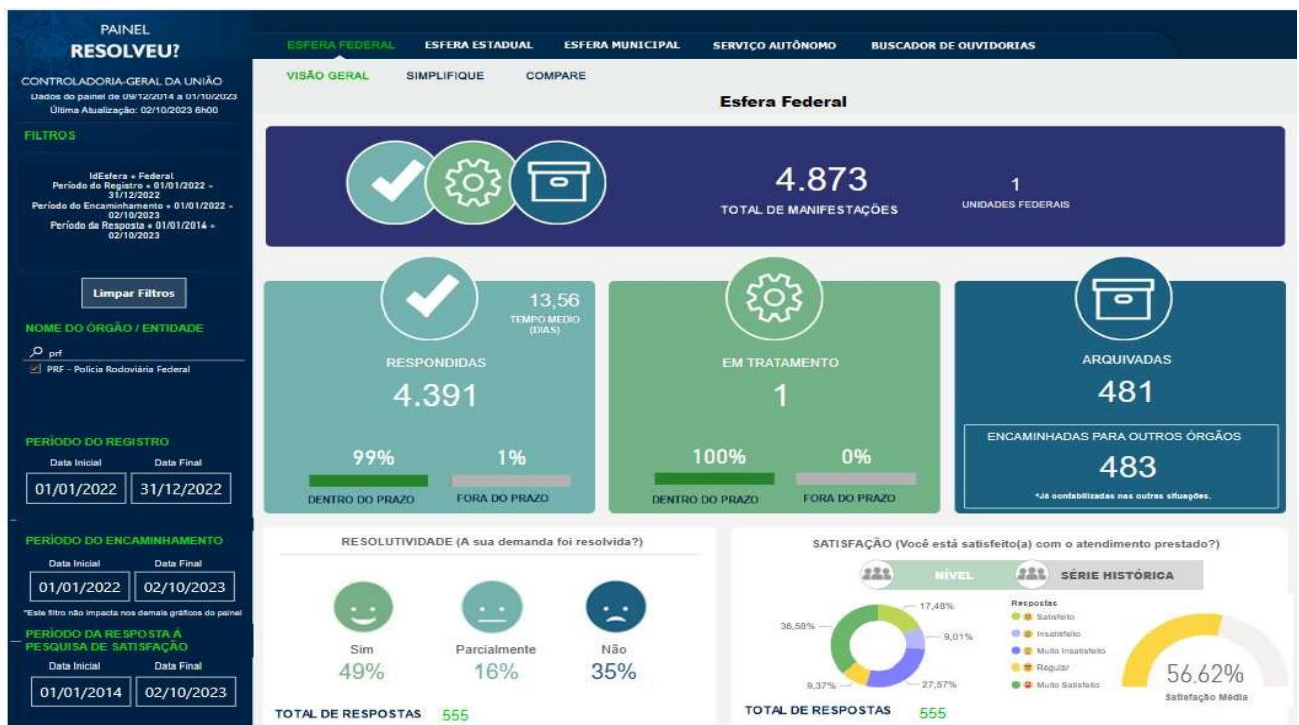 PAINEL
RESOLVEU?
CONTROLADORIA-GERAL DA UNIÃO
Dados do painel de 09/12/2014 a 01/10/2023
Última Atualização: 02/10/2023 6h00
FILTROS
IdEsfera = Federal
Período do Registro = 01/01/2022 -
31/12/2022
Período do Encaminhamento = 01/01/2022 -
02/10/2023
Período da Resposta = 01/01/2014 -
02/10/2023
Limpar Filtros
NOME DO ÓRGÃO / ENTIDADE
prf
PRF - Polícia Rodoviária Federal
PERÍODO DO REGISTRO
Data Inicial Data Final
01/01/2022 31/12/2022
PERÍODO DO ENCAMINHAMENTO
Data Inicial Data Final
01/01/2022 02/10/2023
*Este filtro não impacta nos demais gráficos do painel
PERÍODO DA RESPOSTA À
PESQUISA DE SATISFAÇÃO
Data Inicial Data Final
01/01/2014 02/10/2023
ESFERA FEDERAL ESFERA ESTADUAL ESFERA MUNICIPAL SERVIÇO AUTÔNOMO BUSCADOR DE OUVIDORIAS
VISÃO GERAL SIMPLIFIQUE COMPARE
Esfera Federal
4.873
TOTAL DE MANIFESTAÇÕES
1
UNIDADES FEDERAIS
13,56
TEMPO MEDIO
(DIAS)
RESPONDIDAS
4.391
99% 1%
DENTRO DO PRAZO FORA DO PRAZO
EM TRATAMENTO
1
100% 0%
DENTRO DO PRAZO FORA DO PRAZO
ARQUIVADAS
481
ENCAMINHADAS PARA OUTROS ÓRGÃOS
483
*Já contabilizadas nas outras situações.
RESOLUTIVIDADE (A sua demanda foi resolvida?)
Sim Parcialmente Não
49% 16% 35%
TOTAL DE RESPOSTAS 555
SATISFAÇÃO (Você está satisfeito(a) com o atendimento prestado?)
NÍVEL SÉRIE HISTÓRICA
17,48%
9,01%
27,57%
9,37%
36,58%
Respostas
Satisfeito
Insatisfeito
Muito Insatisfeito
Regular
Muito Satisfeito
56,62%
Satisfação Média
TOTAL DE RESPOSTAS 555